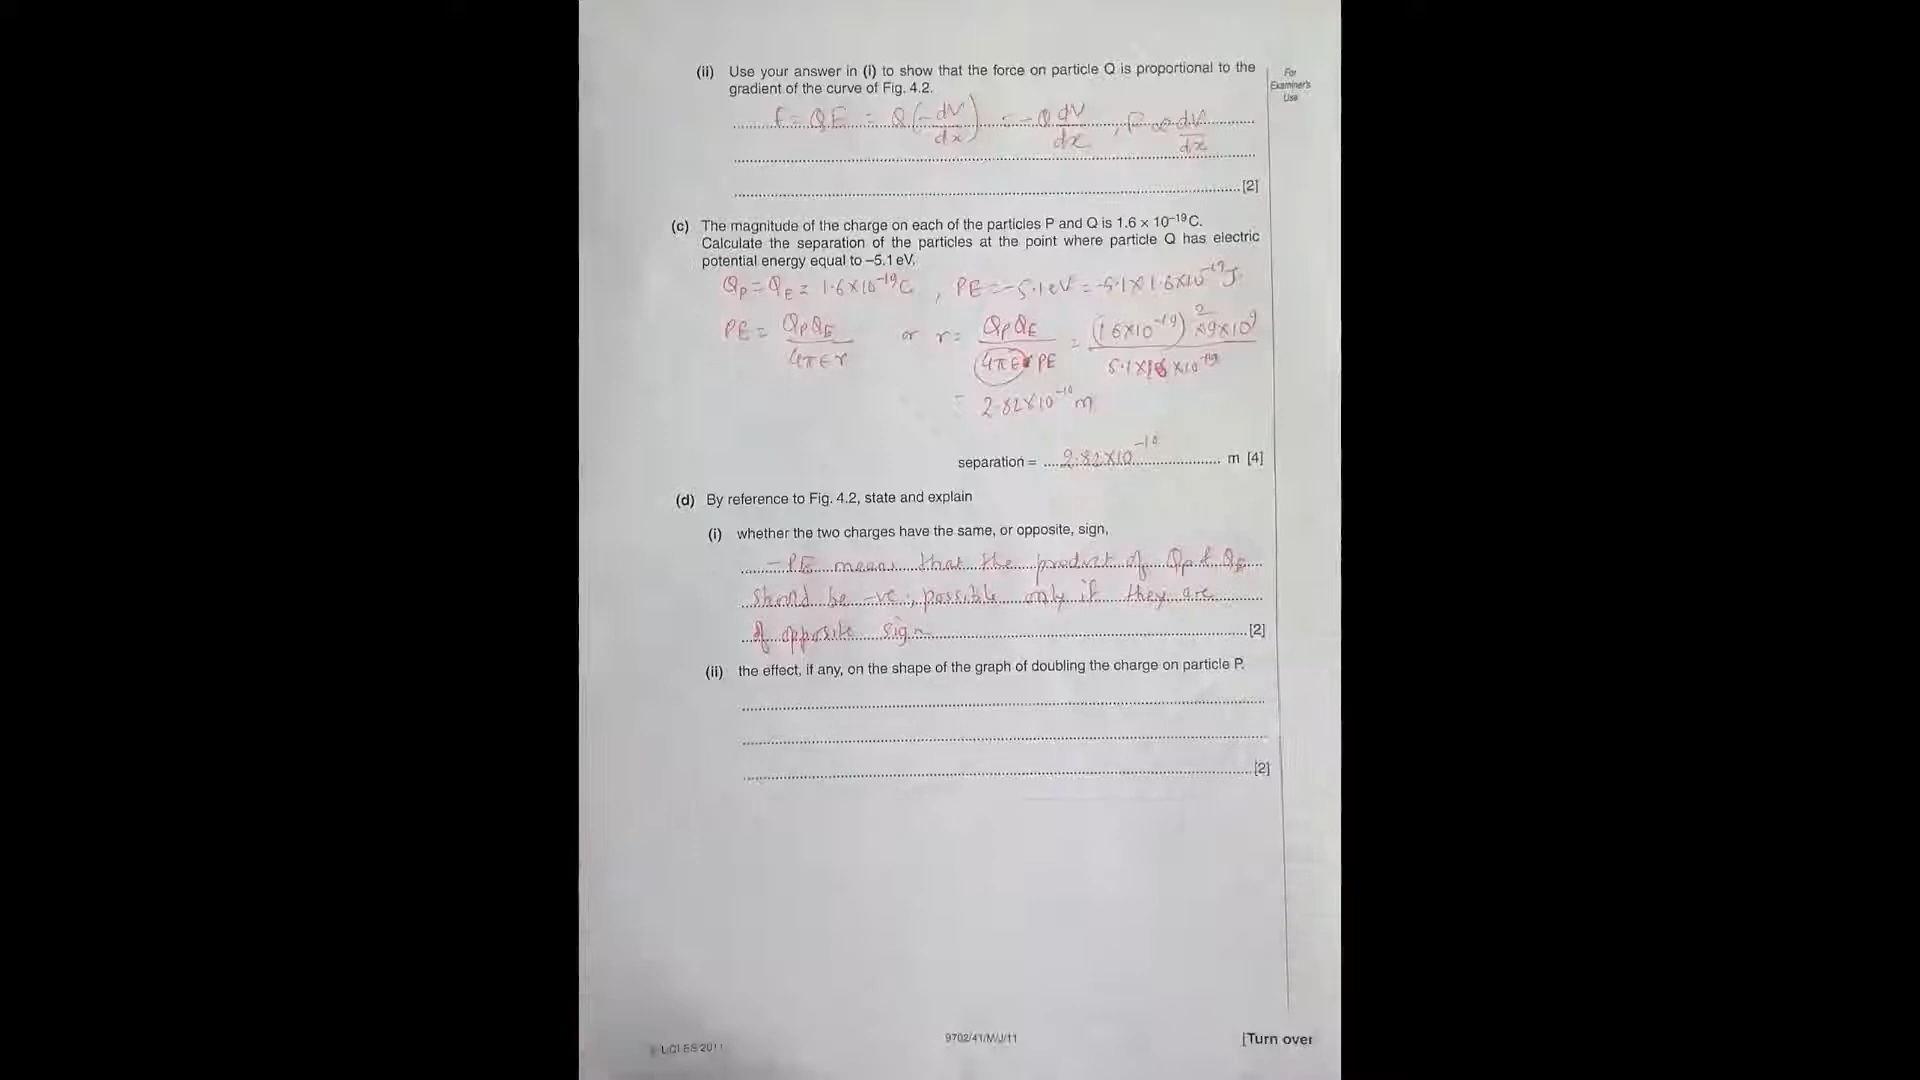 (ii) Use your answer in (i) to show that the force on particle Q is proportional to the
gradient of the curve of Fig. 4.2.
For
Examiner's
Use
F = QE = Q(-dV/dx) = -Q dV/dx , F ∝ dV/dx
[2]
(c) The magnitude of the charge on each of the particles P and Q is 1.6 × 10⁻¹⁹ C.
Calculate the separation of the particles at the point where particle Q has electric
potential energy equal to –5.1 eV.
Qp = QE = 1.6×10⁻¹⁹C , PE = -5.1eV = -5.1×1.6×10⁻¹⁹J
PE = QpQE/4πϵr or r = QpQE/4πϵ PE = (1.6×10⁻¹⁹)² ×9×10⁹/5.1×1.6×10⁻¹⁹
= 2.82×10⁻¹⁰ m
separation = 2.82×10⁻¹⁰ m [4]
(d) By reference to Fig. 4.2, state and explain
(i) whether the two charges have the same, or opposite, sign,
-PE means that the product of Qp & QE
should be -ve, possible only if they are
of opposite sign [2]
(ii) the effect, if any, on the shape of the graph of doubling the charge on particle P.
[2]
© UCLES 2011
9702/41/M/J/11
[Turn over